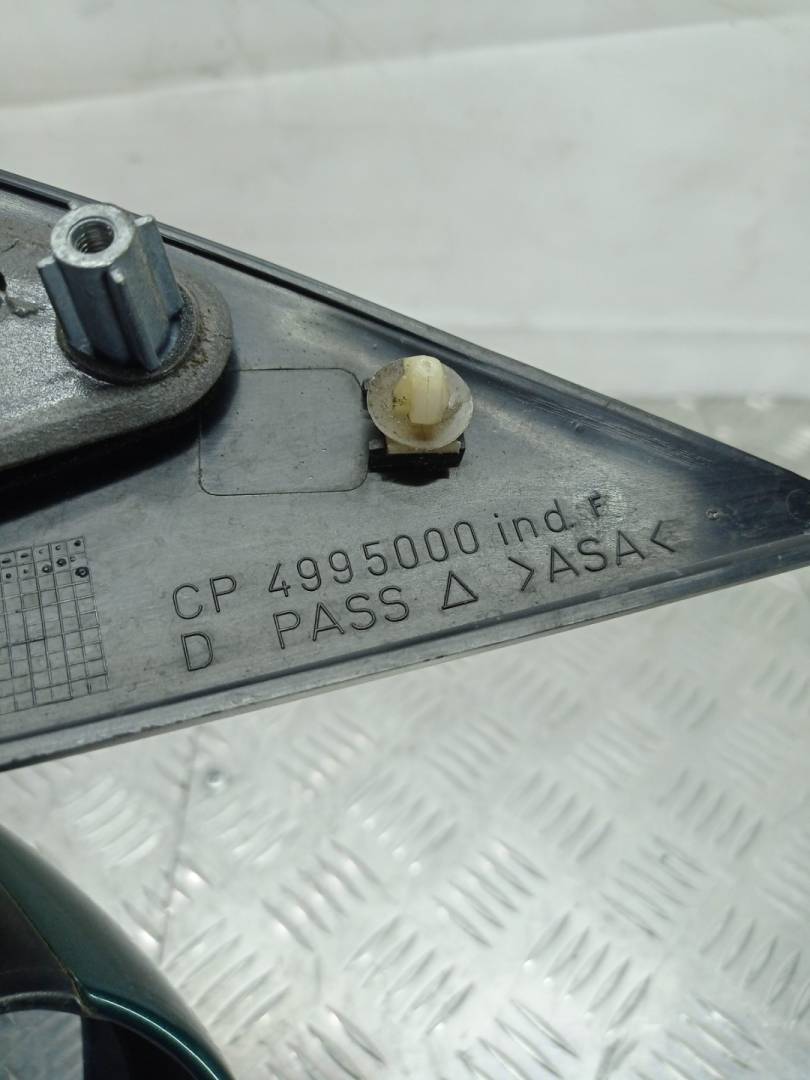 CP 4995000 ind. F
D PASS △ >ASA<